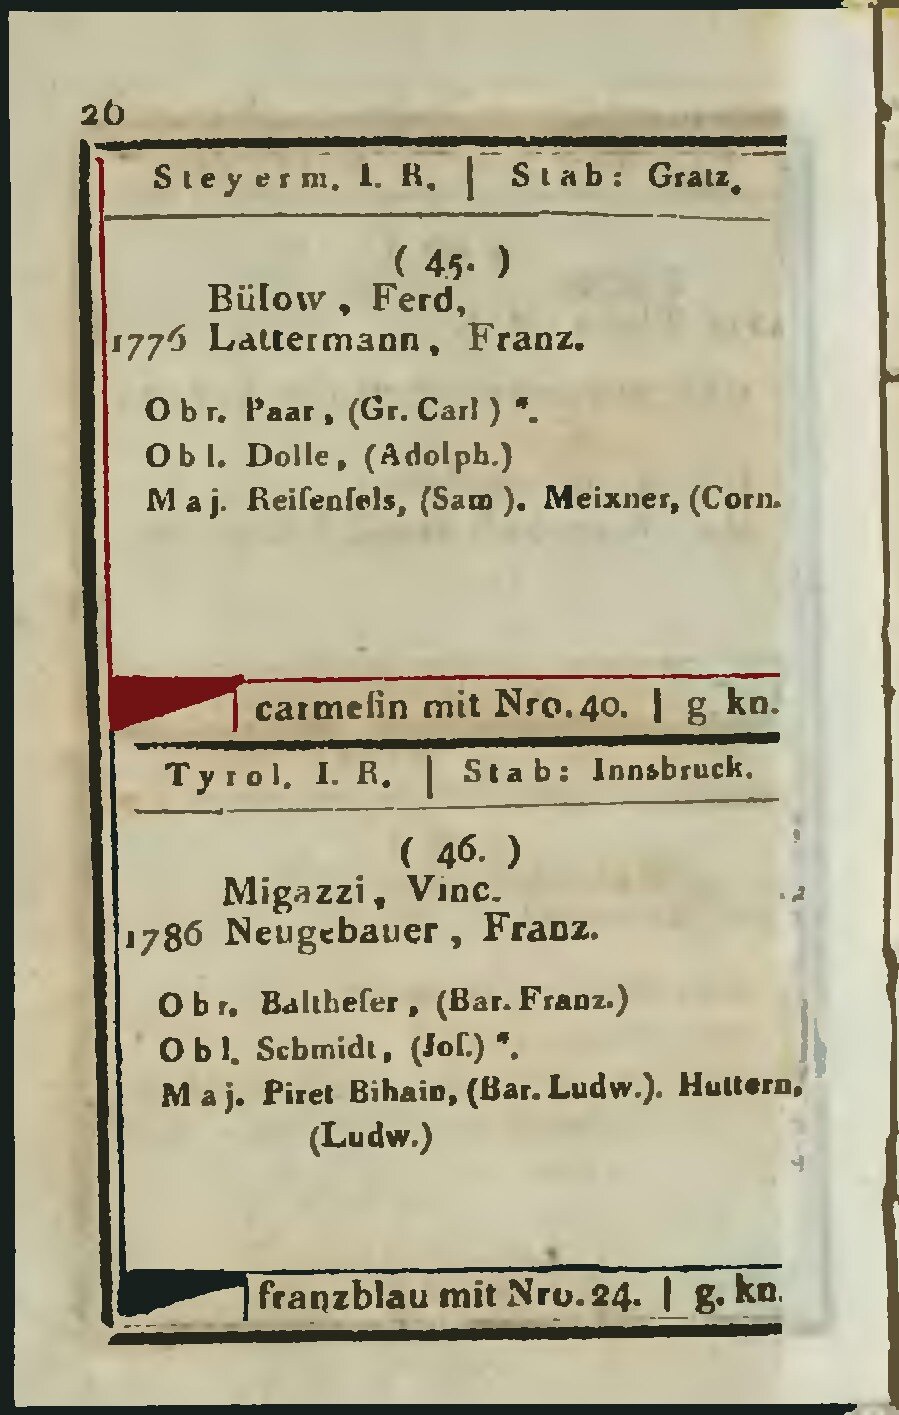 26
Steyerm. I. R. | Stab: Gratz.
( 45. )
Bülow, Ferd,
1776 Lattermann, Franz.
Obr. Paar, (Gr. Carl) *.
Obl. Dolle, (Adolph.)
Maj. Reiſenfels, (Sam). Meixner, (Corn.
carmeſin mit Nro. 40. | g kn.
Tyrol. I. R. | Stab: Innsbruck.
( 46. )
Migazzi, Vinc.
1786 Neugebauer, Franz.
Obr. Baltheſer, (Bar. Franz.)
Obl. Schmidt, (Joſ.) *.
Maj. Piret Bihain, (Bar. Ludw.). Huttern,
(Ludw.)
franzblau mit Nro. 24. | g. kn.